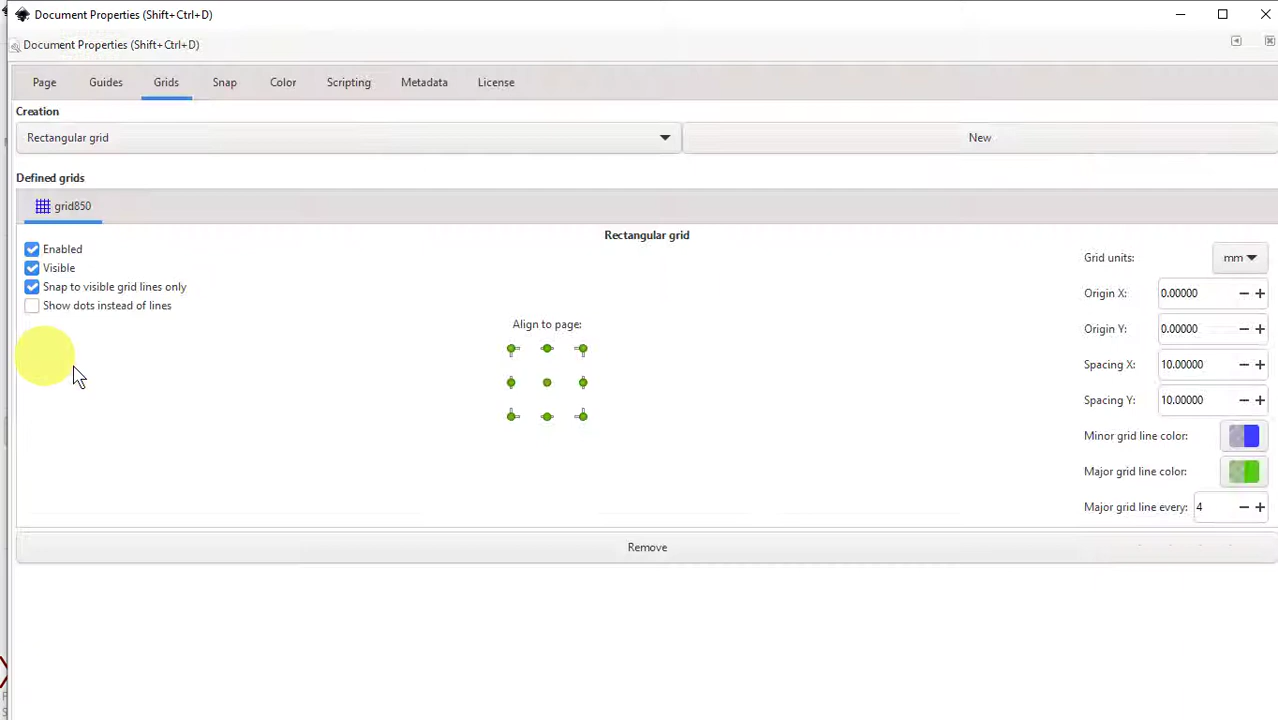 Document Properties (Shift+Ctrl+D)
Document Properties (Shift+Ctrl+D)
Page Guides Grids Snap Color Scripting Metadata License
Creation
Rectangular grid New
Defined grids
grid850
Rectangular grid
Enabled
Visible
Snap to visible grid lines only
Show dots instead of lines
Align to page:
Grid units: mm
Origin X: 0.00000
Origin Y: 0.00000
Spacing X: 10.00000
Spacing Y: 10.00000
Minor grid line color:
Major grid line color:
Major grid line every: 4
Remove